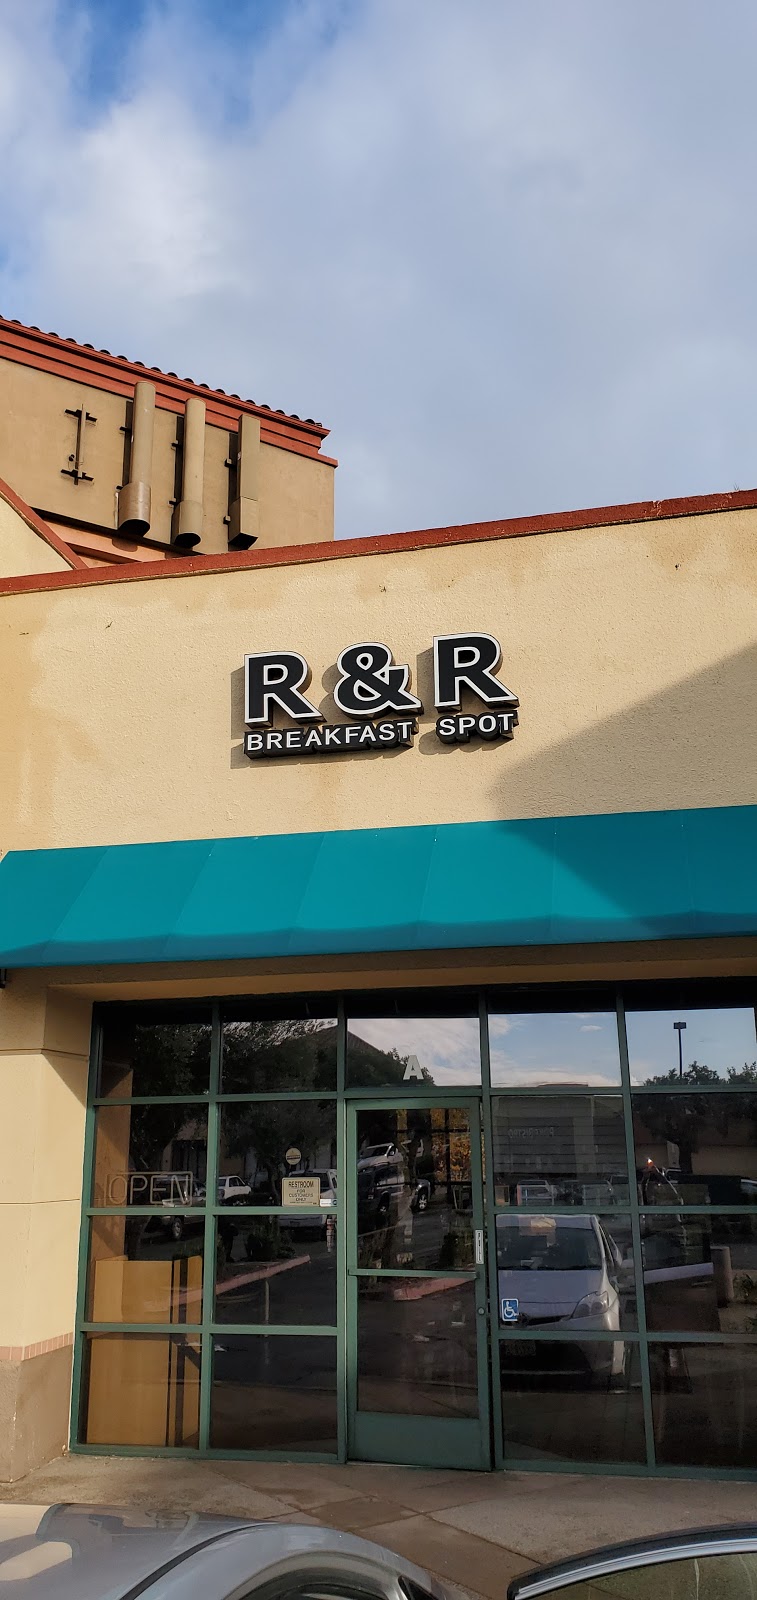 R & R
BREAKFAST SPOT
A
OPEN
RESTROOM
FOR
CUSTOMERS
ONLY